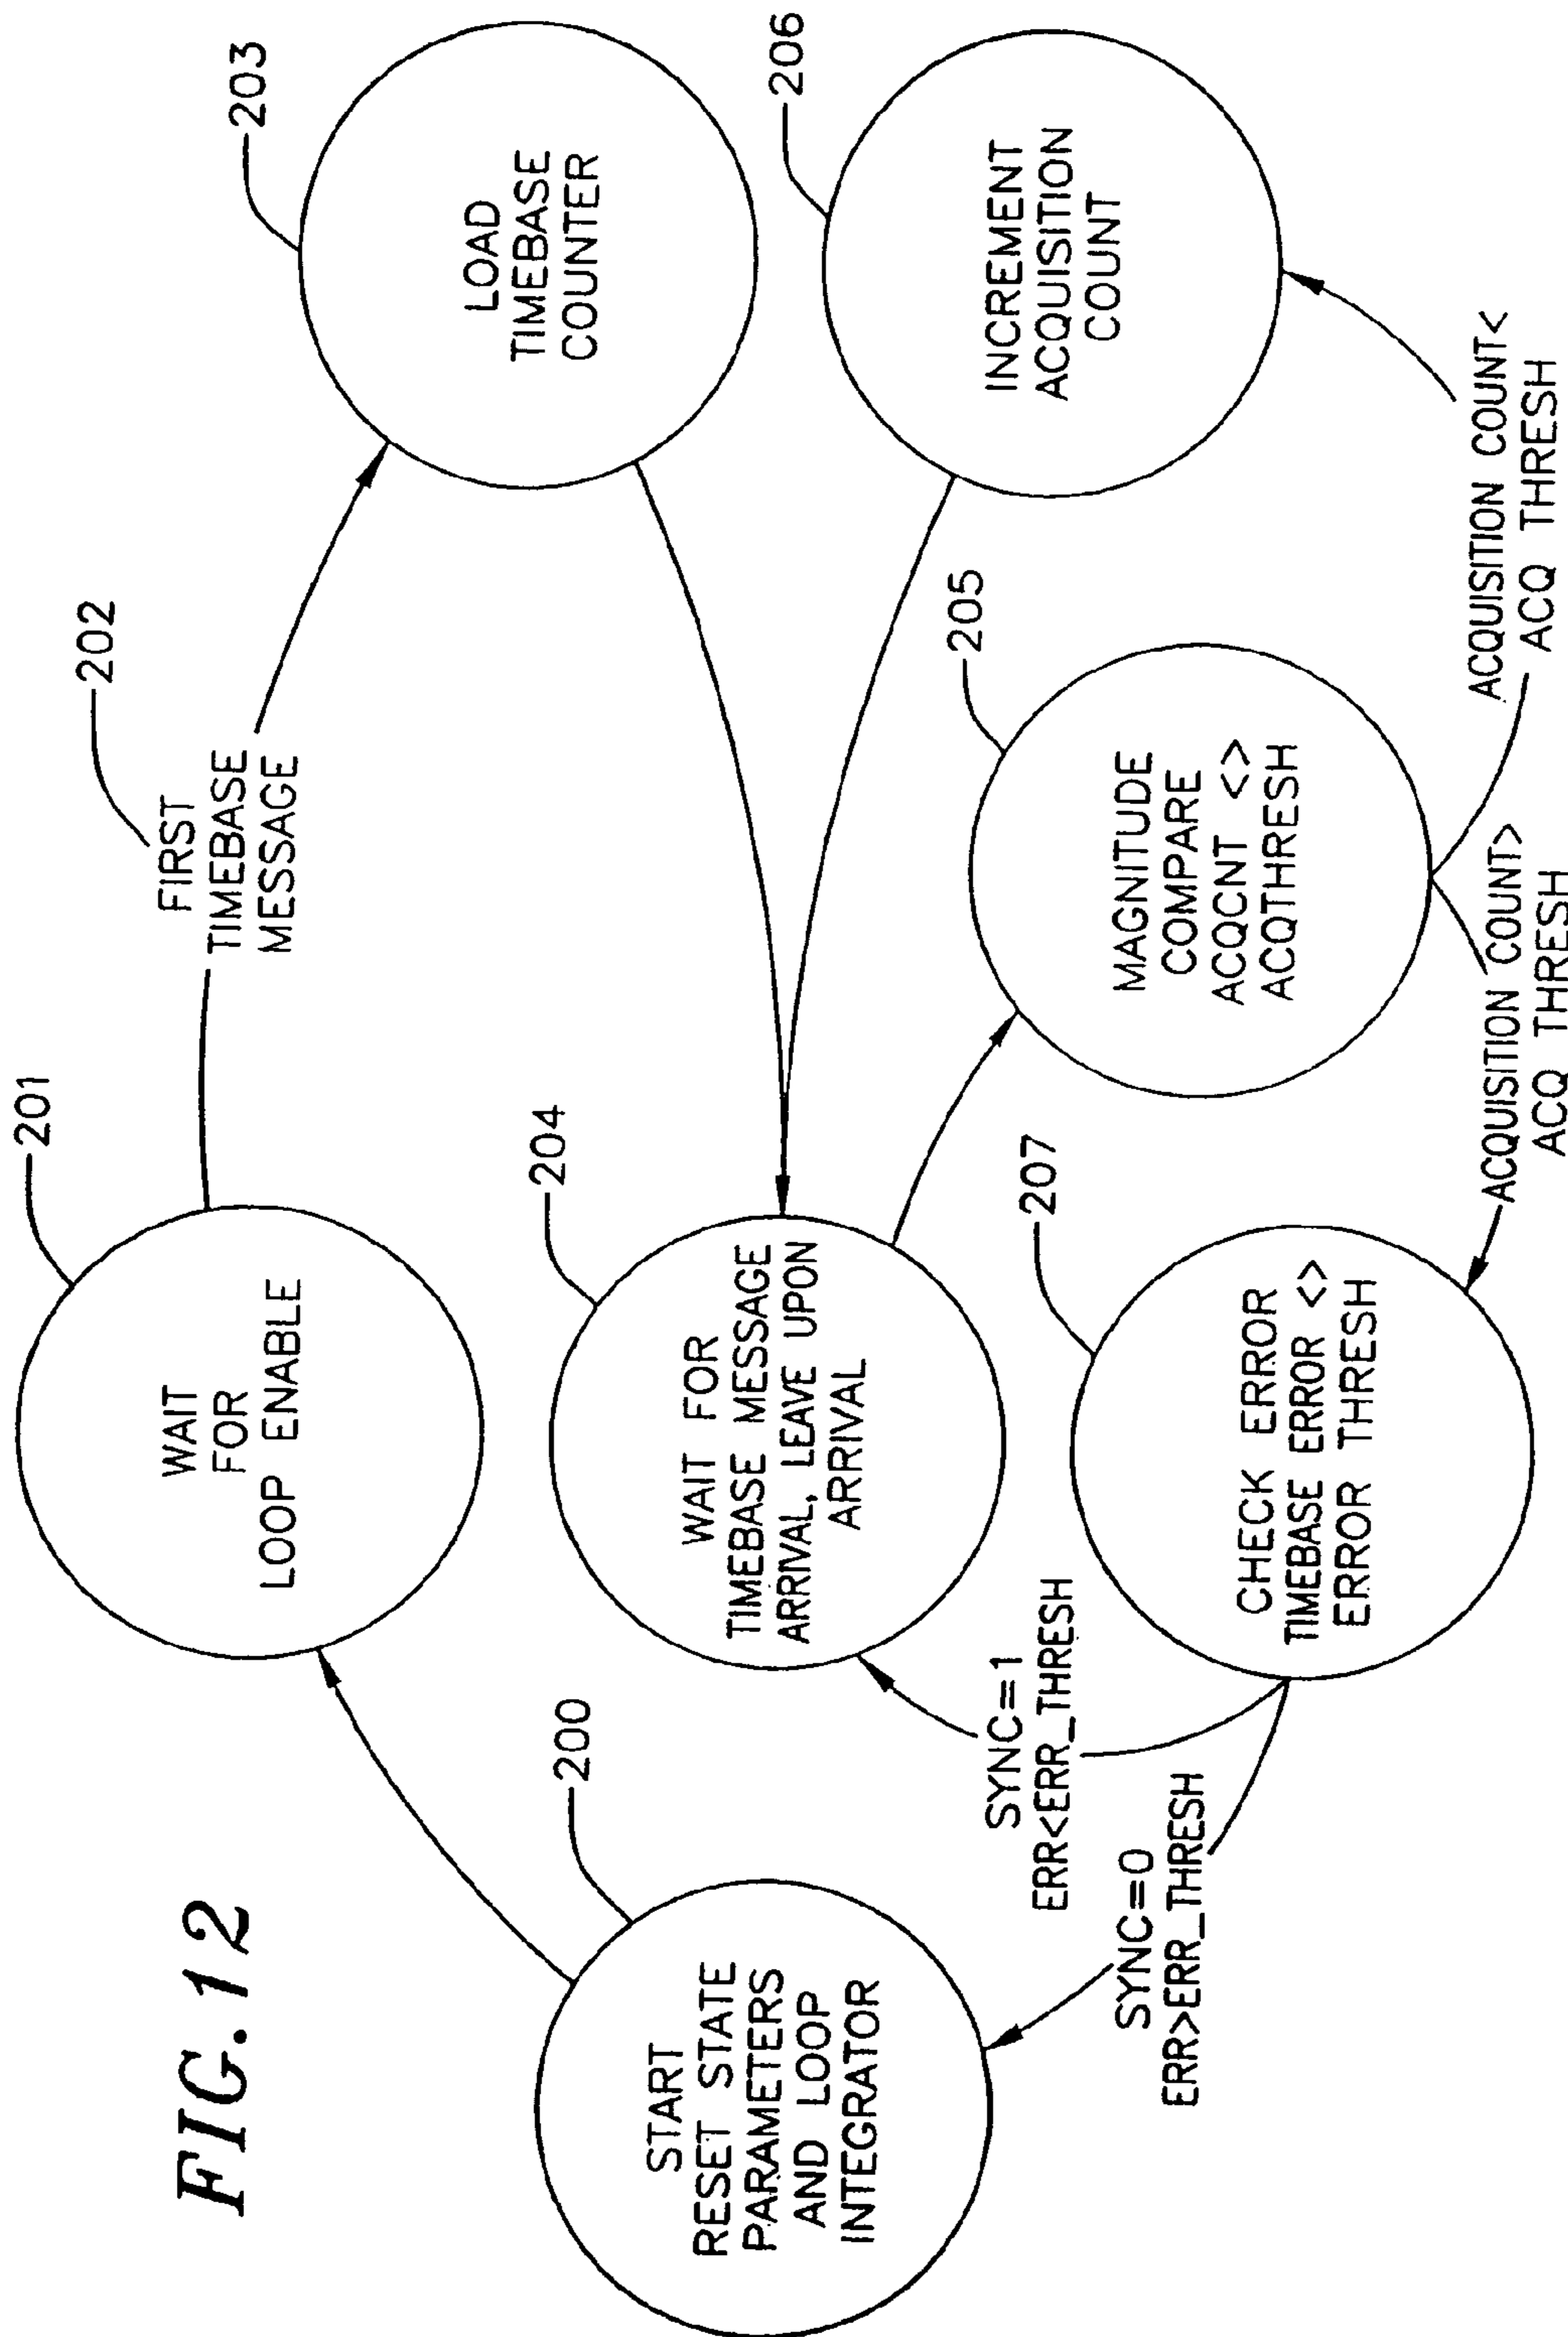 FIG. 12
200
START
RESET STATE
PARAMETERS
AND LOOP
INTEGRATOR
201
WAIT
FOR
LOOP ENABLE
202
FIRST
TIMEBASE
MESSAGE
203
LOAD
TIMEBASE
COUNTER
204
WAIT FOR
TIMEBASE MESSAGE
ARRIVAL, LEAVE UPON
ARRIVAL
205
MAGNITUDE
COMPARE
ACQCNT <>
ACQTHRESH
206
INCREMENT
ACQUISITION
COUNT
ACQUISITION COUNT<
ACQ THRESH
ACQUISITION COUNT>
ACQ THRESH
207
CHECK ERROR
TIMEBASE ERROR <>
ERROR THRESH
SYNC=1
ERR<ERR_THRESH
SYNC=0
ERR>ERR_THRESH